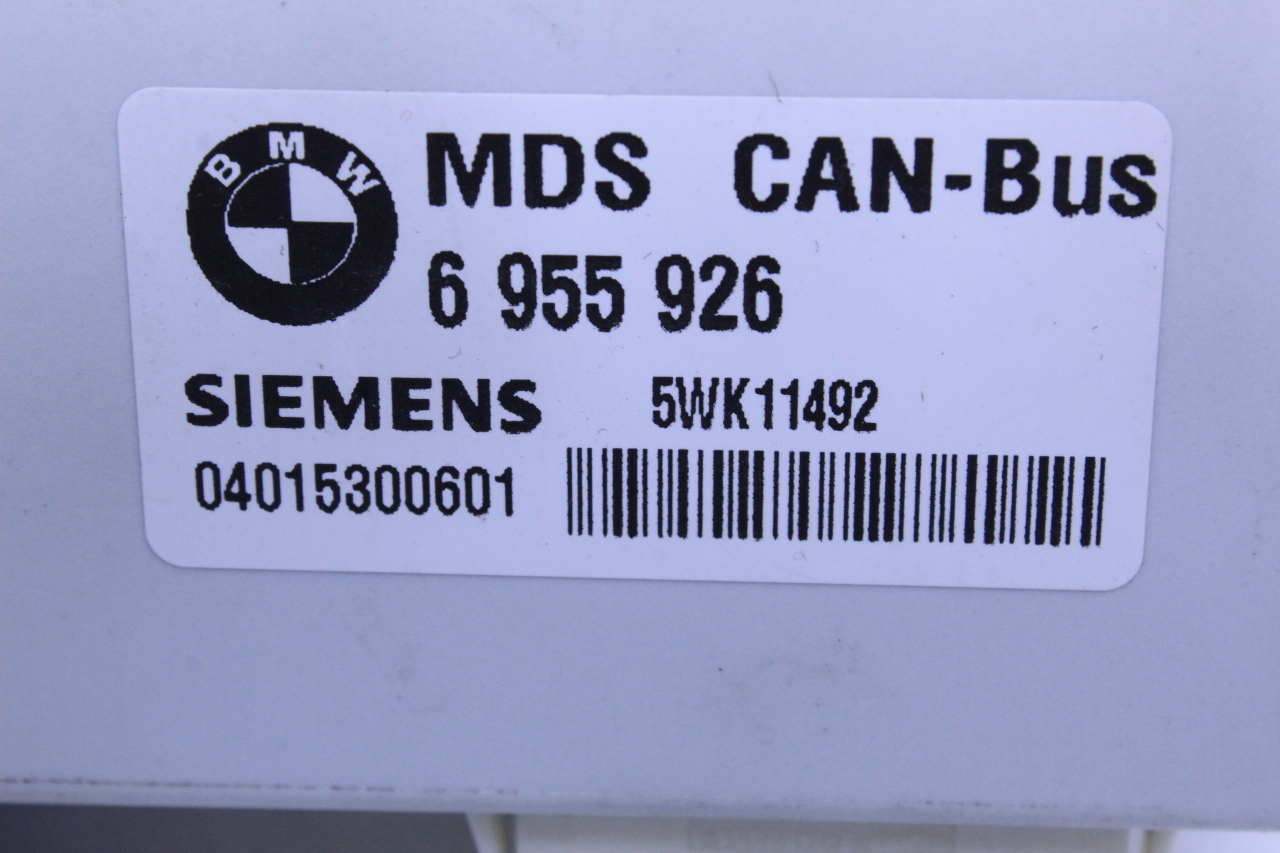 BMW
MDS CAN-Bus
6 955 926
SIEMENS 5WK11492
04015300601